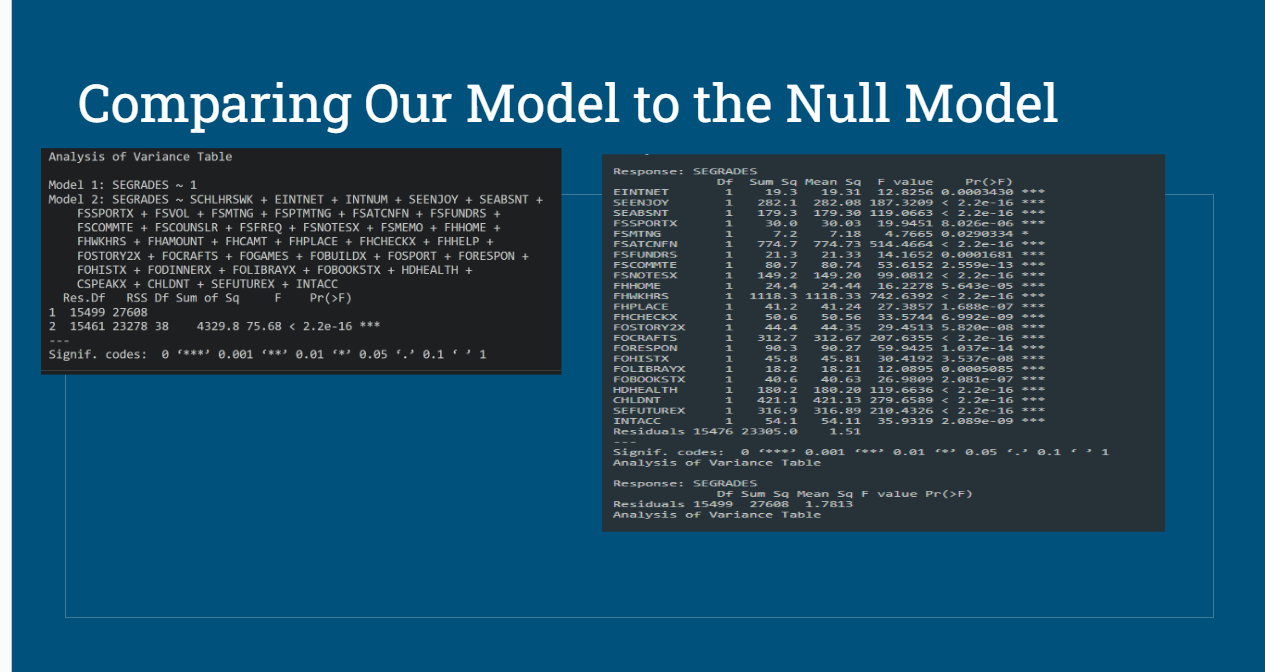 Comparing Our Model to the Null Model
Analysis of Variance Table
Model 1: SEGRADES ~ 1
Model 2: SEGRADES ~ SCHLHRSWK + EINTNET + INTNUM + SEENJOY + SEABSNT +
FSSPORTX + FSVOL + FSMTNG + FSPTMTNG + FSATCNFN + FSFUNDRS +
FSCOMMTE + FSCOUNSLR + FSFREQ + FSNOTESX + FSMEMO + FHHOME +
FHWKHRS + FHAMOUNT + FHCAMT + FHPLACE + FHCHECKX + FHHELP +
FOSTORY2X + FOCRAFTS + FOGAMES + FOBUILDX + FOSPORT + FORESPON +
FOHISTX + FODINNERX + FOLIBRAYX + FOBOOKSTX + HDHEALTH +
CSPEAKX + CHLDNT + SEFUTUREX + INTACC
Res.Df RSS Df Sum of Sq F Pr(>F)
1 15499 27608
2 15461 23278 38 4329.8 75.68 < 2.2e-16 ***
---
Signif. codes: 0 ‘***’ 0.001 ‘**’ 0.01 ‘*’ 0.05 ‘.’ 0.1 ‘ ’ 1
Response: SEGRADES
Df Sum Sq Mean Sq F value Pr(>F)
EINTNET 1 19.3 19.31 12.8256 0.0003430 ***
SEENJOY 1 282.1 282.08 187.3209 < 2.2e-16 ***
SEABSNT 1 179.3 179.30 119.0663 < 2.2e-16 ***
FSSPORTX 1 30.0 30.03 19.9451 8.026e-06 ***
FSMTNG 1 7.2 7.18 4.7665 0.0290334 *
FSATCNFN 1 774.7 774.73 514.4664 < 2.2e-16 ***
FSFUNDRS 1 21.3 21.33 14.1652 0.0001681 ***
FSCOMMTE 1 80.7 80.74 53.6152 2.559e-13 ***
FSNOTESX 1 149.2 149.20 99.0812 < 2.2e-16 ***
FHHOME 1 24.4 24.44 16.2278 5.643e-05 ***
FHWKHRS 1 1118.3 1118.33 742.6392 < 2.2e-16 ***
FHPLACE 1 41.2 41.24 27.3857 1.688e-07 ***
FHCHECKX 1 50.6 50.56 33.5744 6.992e-09 ***
FOSTORY2X 1 44.4 44.35 29.4513 5.820e-08 ***
FOCRAFTS 1 312.7 312.67 207.6355 < 2.2e-16 ***
FORESPON 1 90.3 90.27 59.9425 1.037e-14 ***
FOHISTX 1 45.8 45.81 30.4192 3.537e-08 ***
FOLIBRAYX 1 18.2 18.21 12.0895 0.0005085 ***
FOBOOKSTX 1 40.6 40.63 26.9809 2.081e-07 ***
HDHEALTH 1 180.2 180.20 119.6636 < 2.2e-16 ***
CHLDNT 1 421.1 421.13 279.6589 < 2.2e-16 ***
SEFUTUREX 1 316.9 316.89 210.4326 < 2.2e-16 ***
INTACC 1 54.1 54.11 35.9319 2.089e-09 ***
Residuals 15476 23305.0 1.51
---
Signif. codes: 0 ‘***’ 0.001 ‘**’ 0.01 ‘*’ 0.05 ‘.’ 0.1 ‘ ’ 1
Analysis of Variance Table
Response: SEGRADES
Df Sum Sq Mean Sq F value Pr(>F)
Residuals 15499 27608 1.7813
Analysis of Variance Table